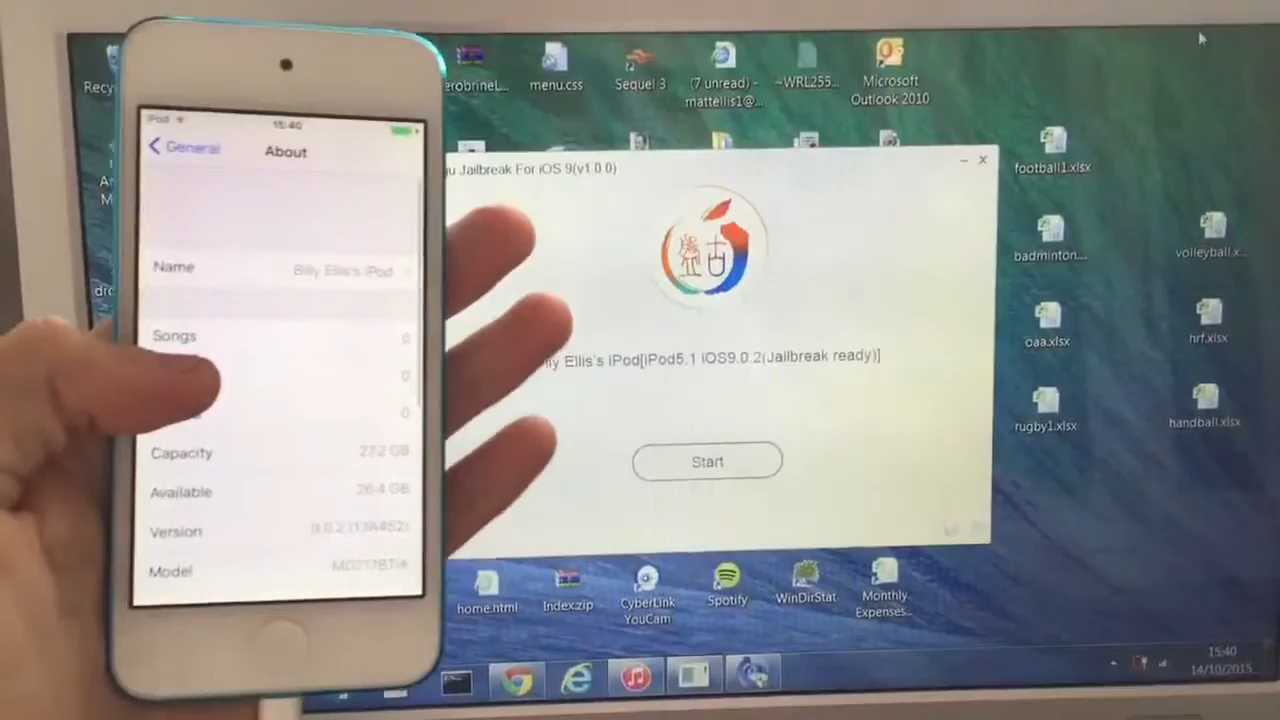 iPod
15:40
General
About
Name
Billy Ellis's iPod
Songs
0
0
0
Capacity
27.2 GB
Available
26.4 GB
Version
9.0.2 (13A452)
Model
Recy
menu.css
Sequel 3
(7 unread) -
mattellis1@...
~WRL255...
Microsoft
Outlook 2010
Jailbreak For iOS 9(v1.0.0)
Ellis's iPod[iPod5.1 iOS9.0.2(Jailbreak ready)]
Start
football1.xlsx
badminton....
volleyball.x...
oaa.xlsx
hrf.xlsx
rugby1.xlsx
handball.xlsx
home.html
Index.zip
CyberLink
YouCam
Spotify
WinDirStat
Monthly
Expenses...
15:40
14/10/2015